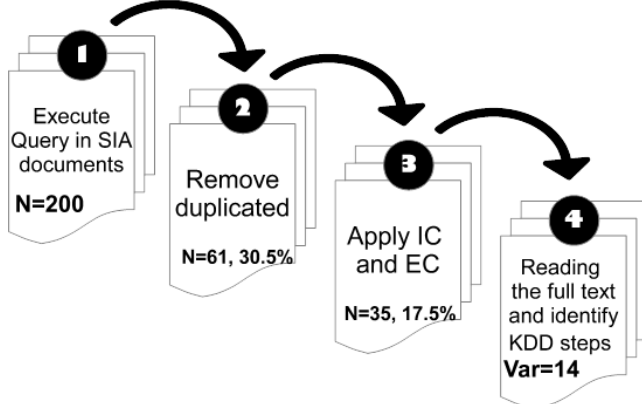 1
Execute
Query in SIA
documents
N=200
2
Remove
duplicated
N=61, 30.5%
3
Apply IC
and EC
N=35, 17.5%
4
Reading
the full text
and identify
KDD steps
Var=14